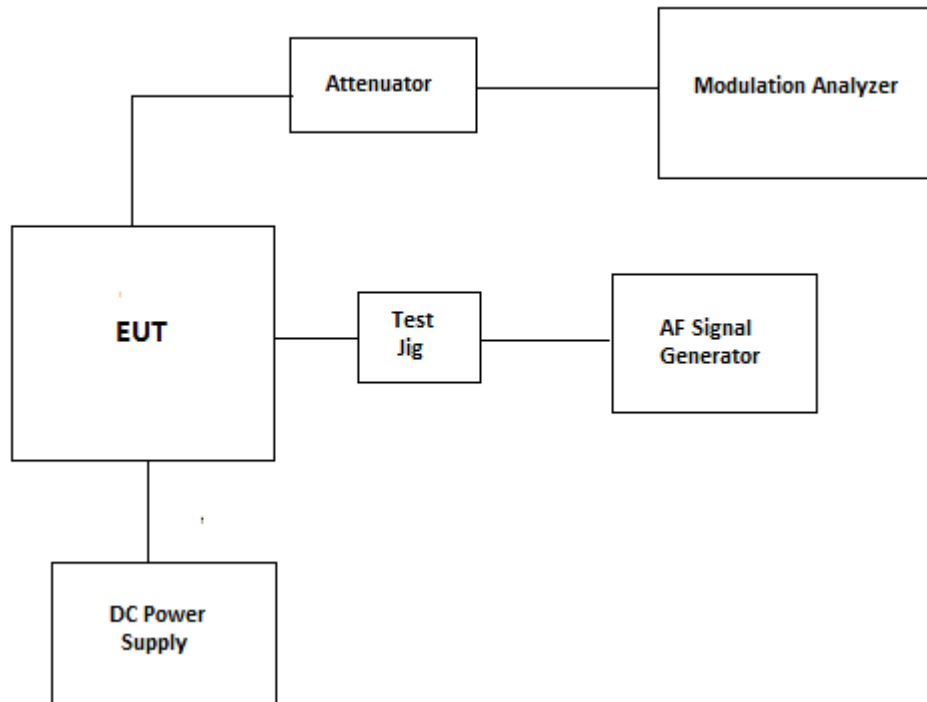 Attenuator
Modulation Analyzer
EUT
Test
Jig
AF Signal
Generator
DC Power
Supply